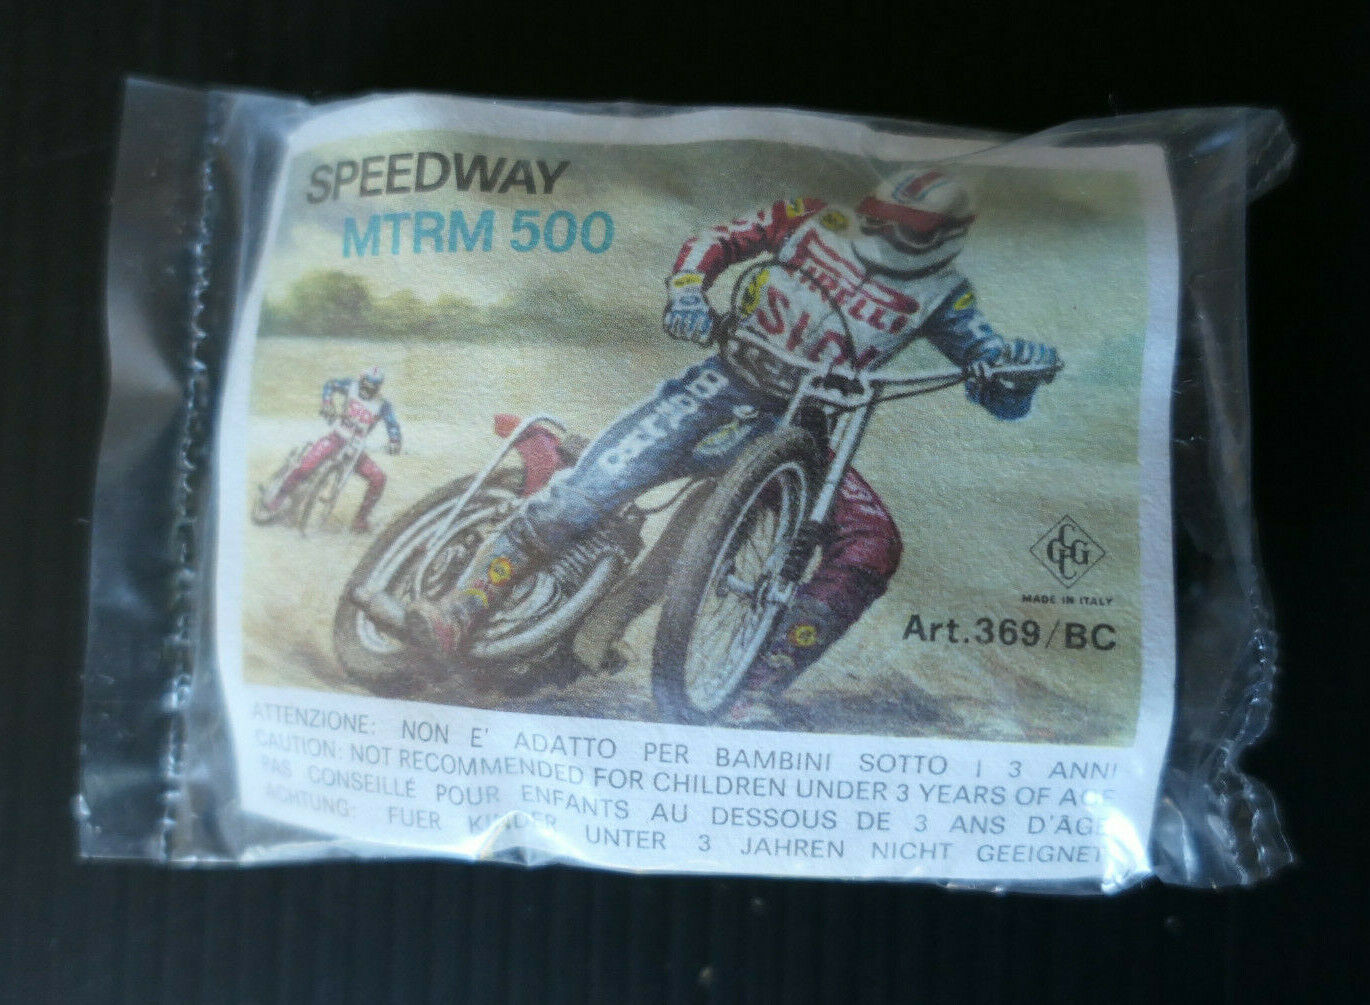 SPEEDWAY
MTRM 500
PIRELLI
MADE IN ITALY
Art.369/BC
ATTENZIONE: NON E' ADATTO PER BAMBINI SOTTO I 3 ANNI
CAUTION: NOT RECOMMENDED FOR CHILDREN UNDER 3 YEARS OF AGE
PAS CONSEILLÉ POUR ENFANTS AU DESSOUS DE 3 ANS D'ÂGE
ACHTUNG: FUER KINDER UNTER 3 JAHREN NICHT GEEIGNET